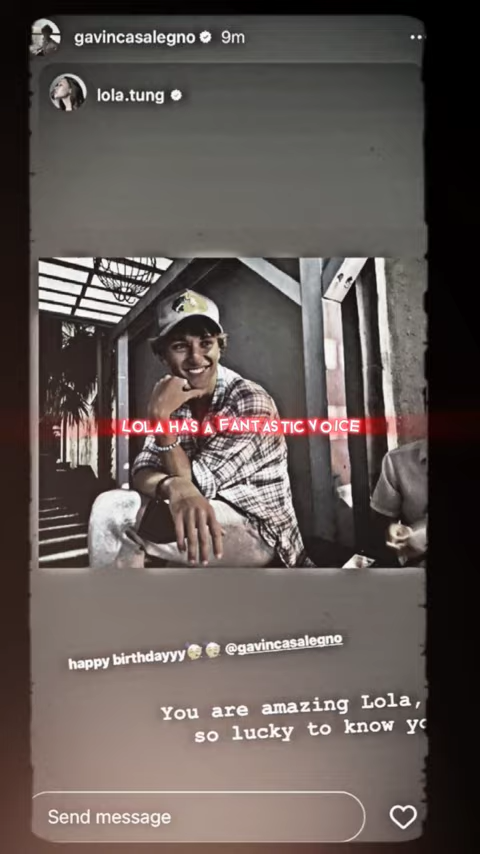 gavincasalegno 9m
lola.tung
LOLA HAS A FANTASTIC VOICE
happy birthdayyy🥳🥳 @gavincasalegno
You are amazing Lola,
so lucky to know yo
Send message